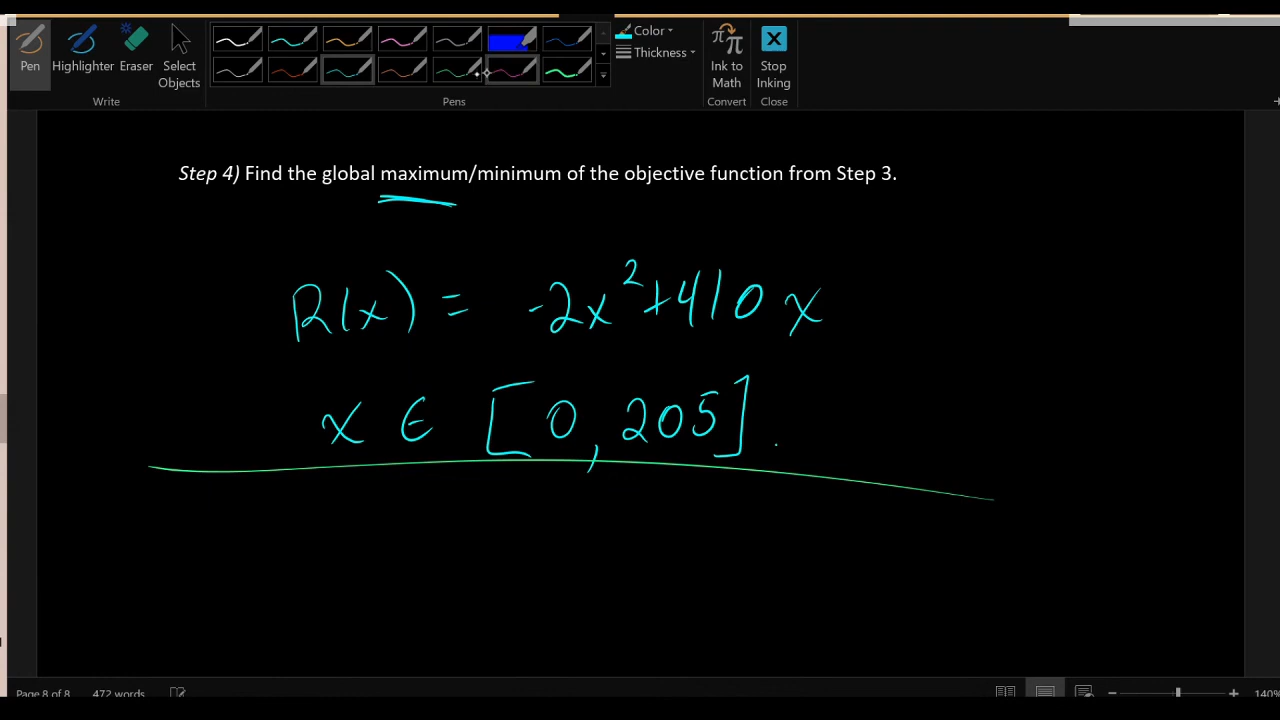 Pen
Highlighter
Eraser
Select
Objects
Color
Thickness
Ink to
Math
Stop
Inking
Write
Pens
Convert
Close
Step 4) Find the global maximum/minimum of the objective function from Step 3.
R(x) = -2x²+410x
x ∈ [0, 205].
Page 8 of 8
472 words
140%